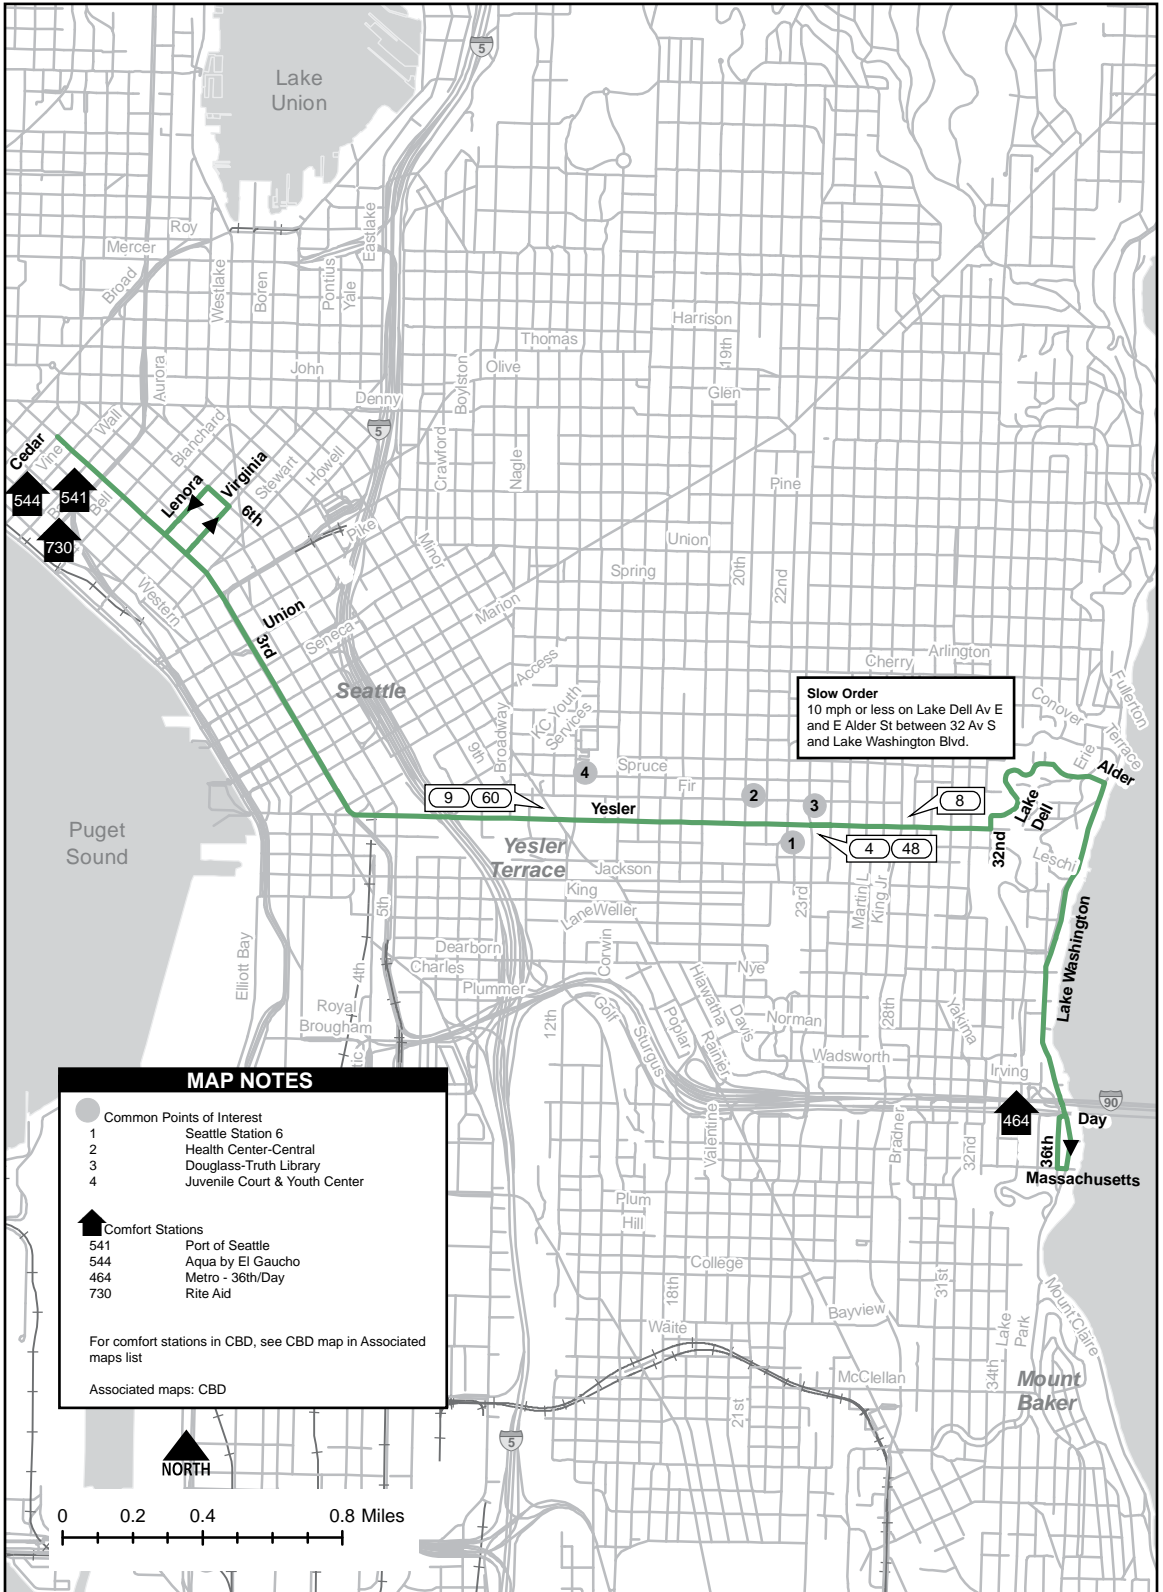 5
Lake
Union
Roy
Mercer
Broad
Westlake
Boren
Pontius
Yale
Eastlake
Harrison
19th
Thomas
Olive
Glen
John
Aurora
Denny
Boylston
5
Wall
Blanchard
Cedar
Vine
Bell
Lenora
Virginia
Stewart
Howell
6th
544
541
730
Crawford
Nagle
Pine
Pike
Minor
Union
20th
22nd
Spring
Marion
Western
Union
3rd
Seneca
Seattle
Access
KC Youth
Services
Broadway
9th
Cherry
Arlington
Conover
Fullerton
Terrace
Erie
Slow Order
10 mph or less on Lake Dell Av E
and E Alder St between 32 Av S
and Lake Washington Blvd.
4
Spruce
Fir
2
3
1
9
60
Yesler
8
4
48
Lake
Dell
Alder
32nd
Leschi
Puget
Sound
Yesler
Terrace
Jackson
King
Lane
Weller
23rd
Martin L
King Jr
5th
4th
Elliott Bay
Dearborn
Charles
Plummer
Corwin
Nye
Hiawatha
Davis
Norman
28th
Yakima
Lake Washington
Royal
Brougham
tic
12th
Golf
Sturgus
Poplar
Rainier
Wadsworth
Irving
464
90
Day
36th
Massachusetts
Valentine
Bradner
32nd
Plum
Hill
College
18th
31st
Waite
Bayview
McClellan
21st
34th
Lake
Park
Mount Claire
Mount
Baker
5
MAP NOTES
Common Points of Interest
1 Seattle Station 6
2 Health Center-Central
3 Douglass-Truth Library
4 Juvenile Court & Youth Center
Comfort Stations
541 Port of Seattle
544 Aqua by El Gaucho
464 Metro - 36th/Day
730 Rite Aid
For comfort stations in CBD, see CBD map in Associated
maps list
Associated maps: CBD
NORTH
0 0.2 0.4 0.8 Miles